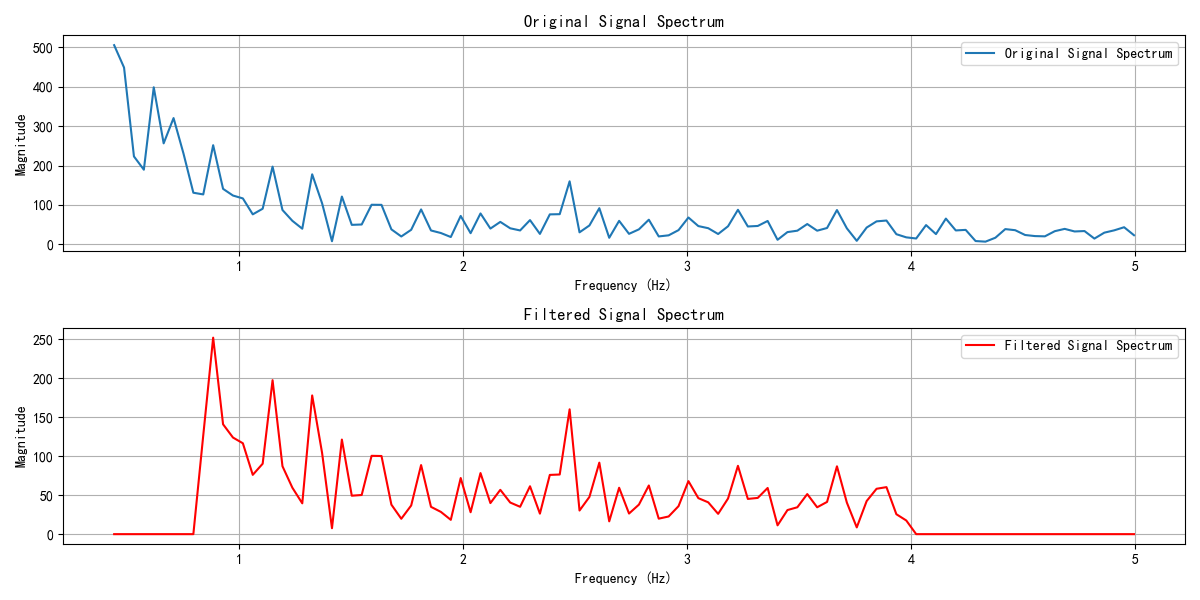 Original Signal Spectrum
Original Signal Spectrum
Magnitude
500
400
300
200
100
0
1
2
3
4
5
Frequency (Hz)
Filtered Signal Spectrum
Filtered Signal Spectrum
Magnitude
250
200
150
100
50
0
1
2
3
4
5
Frequency (Hz)